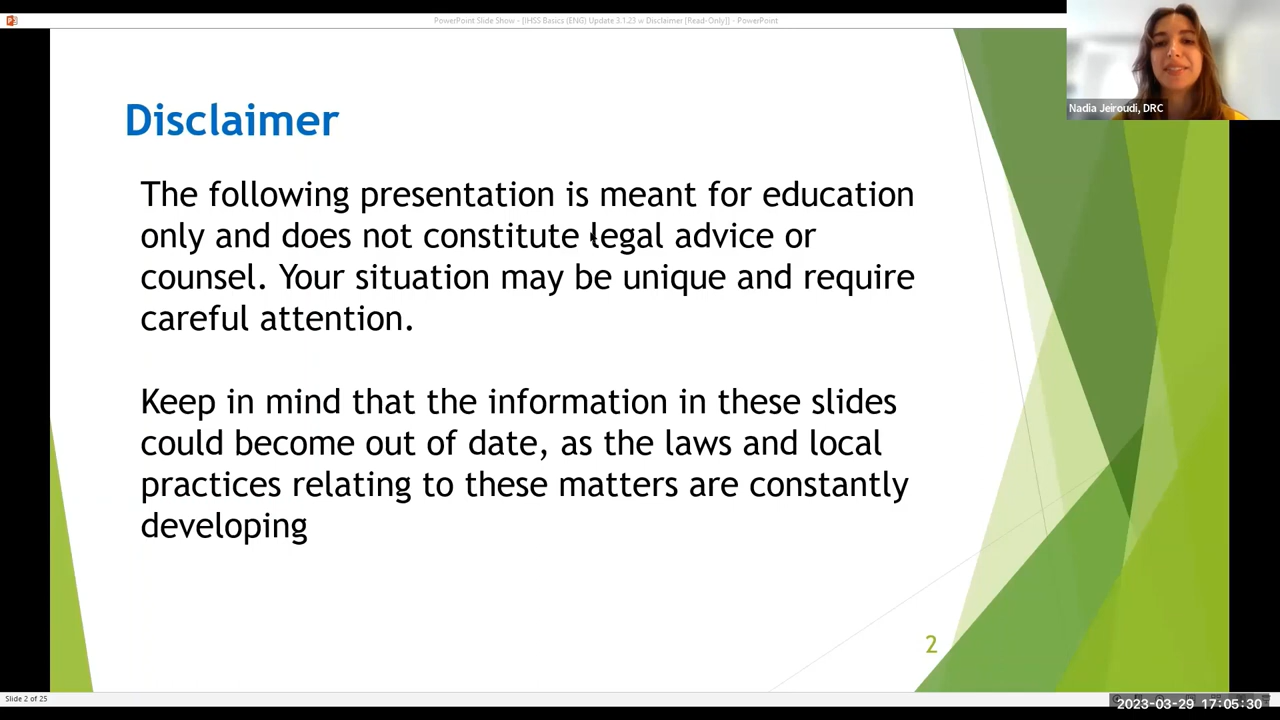 PowerPoint Slide Show - [IHSS Basics (ENG) Update 3.1.23 w Disclaimer [Read-Only]] - PowerPoint
Nadia Jeiroudi, DRC
Disclaimer
The following presentation is meant for education
only and does not constitute legal advice or
counsel. Your situation may be unique and require
careful attention.
Keep in mind that the information in these slides
could become out of date, as the laws and local
practices relating to these matters are constantly
developing
2
Slide 2 of 25
2023-03-29 17:05:30